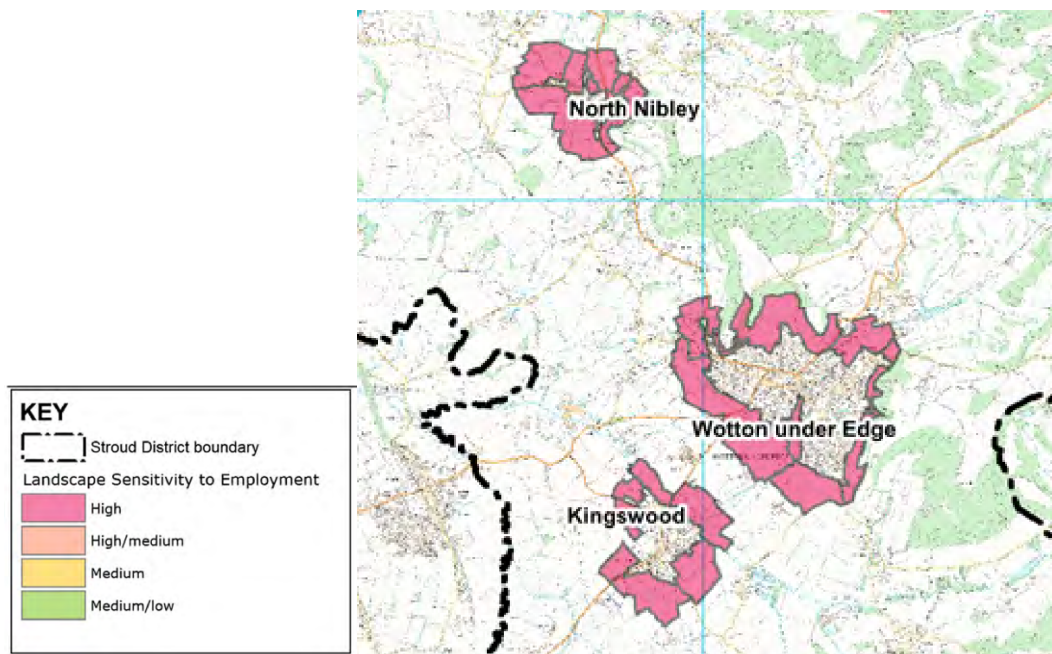 North Nibley
Wotton under Edge
Kingswood
KEY
Stroud District boundary
Landscape Sensitivity to Employment
High
High/medium
Medium
Medium/low